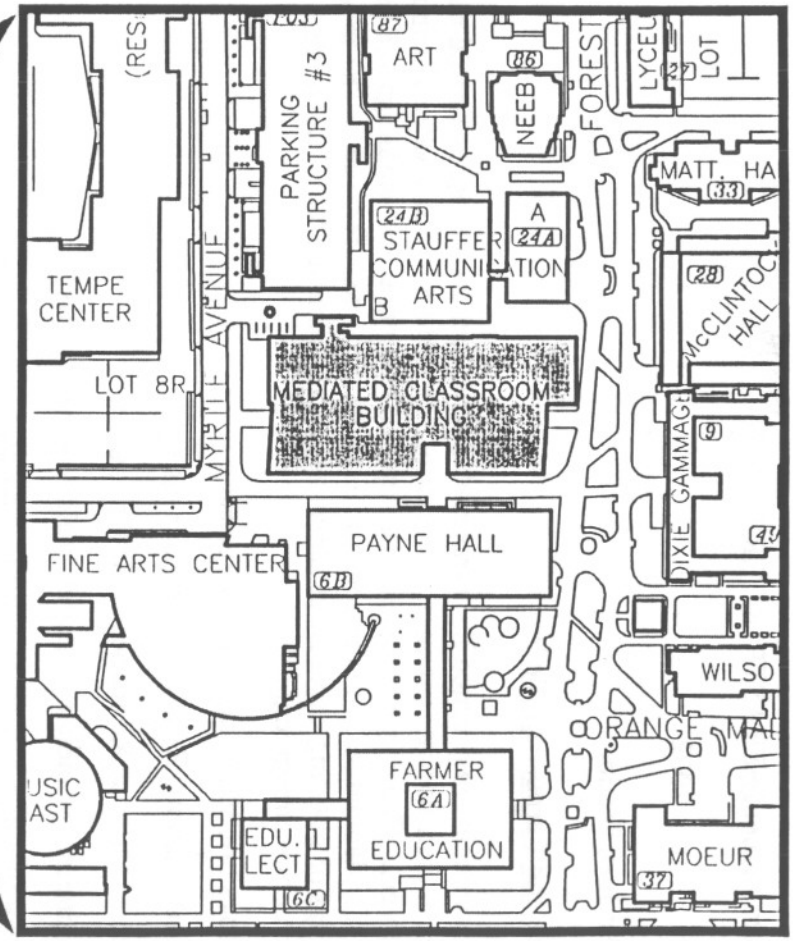 (RES
PARKING
STRUCTURE #3
87
ART
86
NEEB
FOREST
LYCEU
27
LOT
MATT. HA
33
24B
STAUFFER
COMMUNICATION
ARTS
B
A
24A
28
McCLINTOC
HALL
TEMPE
CENTER
MYRTLE AVENUE
LOT 8R
MEDIATED CLASSROOM
BUILDING
DIXIE GAMMAGE
9
FINE ARTS CENTER
PAYNE HALL
6B
WILSO
ORANGE MA
USIC
AST
FARMER
6A
EDUCATION
EDU.
LECT
6C
MOEUR
37